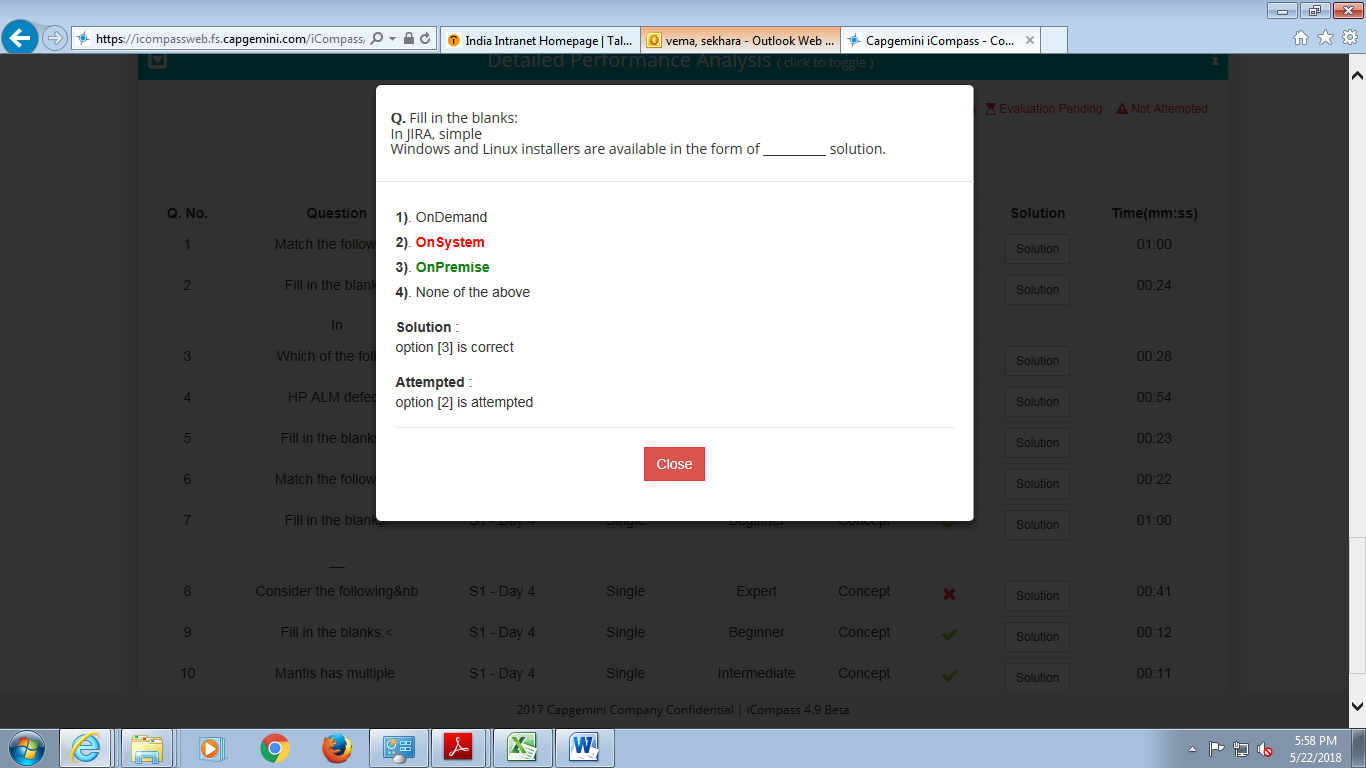 https://icompassweb.fs.capgemini.com/iCompass,
India Intranet Homepage | Tal...
vema, sekhara - Outlook Web ...
Capgemini iCompass - Co...
Detailed Performance Analysis ( click to toggle )
Evaluation Pending
Not Attempted
Q. Fill in the blanks:
In JIRA, simple
Windows and Linux installers are available in the form of __________ solution.
1). OnDemand
2). OnSystem
3). OnPremise
4). None of the above
Solution :
option [3] is correct
Attempted :
option [2] is attempted
Close
Q. No. Question Solution Time(mm:ss)
1 Match the follow Solution 01:00
2 Fill in the blank Solution 00:24
In
3 Which of the foll Solution 00:28
4 HP ALM defec Solution 00:54
5 Fill in the blank Solution 00:23
6 Match the follow Solution 00:22
7 Fill in the blank S1 - Day 4 Single Beginner Concept Solution 01:00
__
8 Consider the following&nb S1 - Day 4 Single Expert Concept Solution 00:41
9 Fill in the blanks:< S1 - Day 4 Single Beginner Concept Solution 00:12
10 Mantis has multiple S1 - Day 4 Single Intermediate Concept Solution 00:11
2017 Capgemini Company Confidential | iCompass 4.9 Beta
5:58 PM
5/22/2018